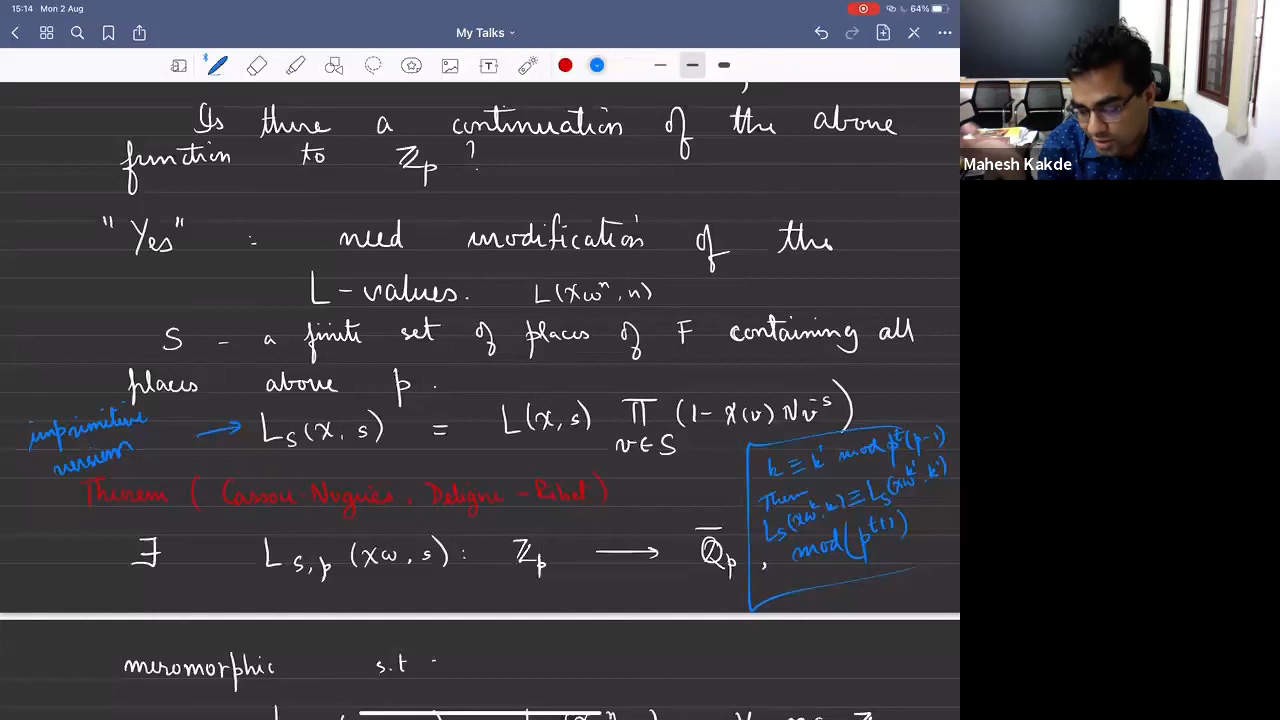 15:14 Mon 2 Aug
64%
My Talks
Mahesh Kakde
Is there a continuation of the above
function to ℤ_p ?
"Yes" : need modification of the
L-values. L(χω^n, n)
S - a finite set of places of F containing all
places above p.
imprimitive
version → L_S(χ, s) = L(χ, s) ∏_{v∈S} (1 - χ(v) Nv^{-s})
Theorem (Cassou-Noguès, Deligne-Ribet)
k ≡ k' mod p^t(p-1)
Then
L_S(χω^k, k) ≡ L_S(χω^{k'}, k')
mod(p^{t+1})
∃ L_{S,p}(χω, s) : ℤ_p ⟶ \overline{ℚ}_p ,
meromorphic s.t